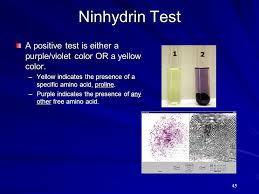 Ninhydrin Test
A positive test is either a
purple/violet color OR a yellow
color.
– Yellow indicates the presence of a
specific amino acid, proline.
– Purple indicates the presence of any
other free amino acid.
1 2
45